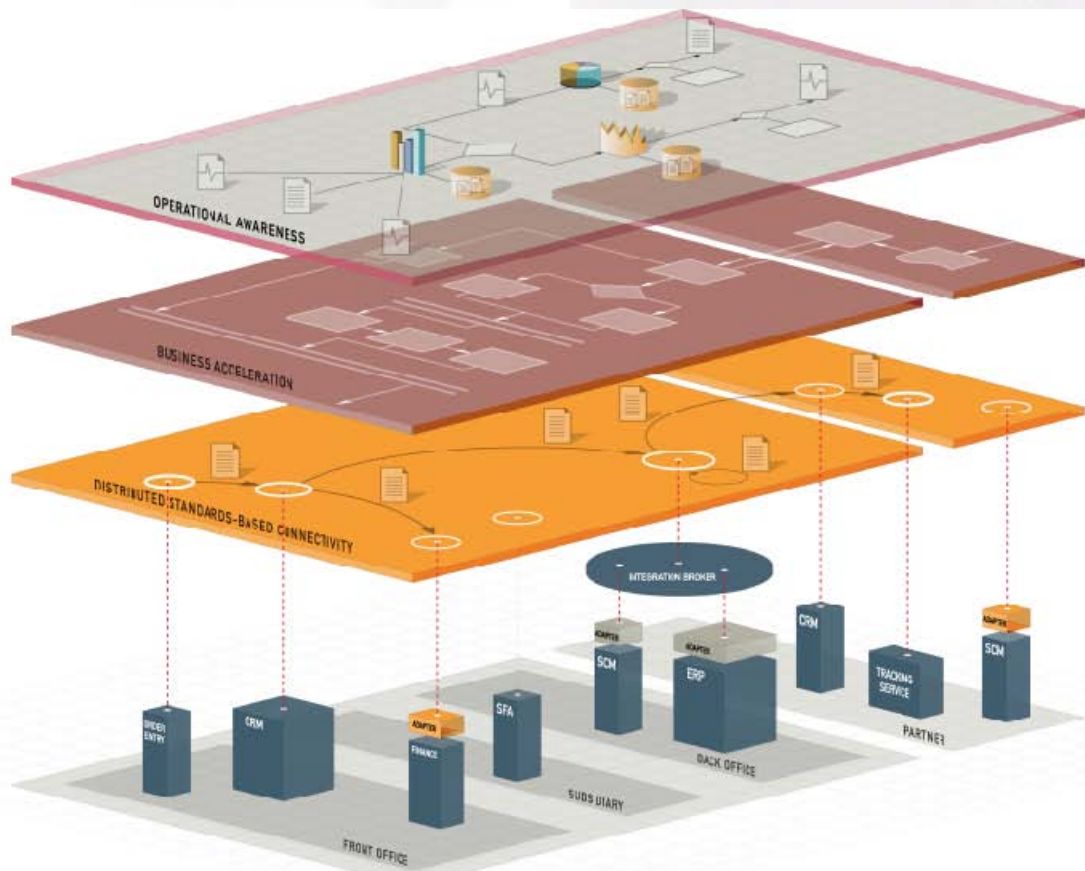 OPERATIONAL AWARENESS
BUSINESS ACCELERATION
DISTRIBUTED STANDARDS-BASED CONNECTIVITY
INTEGRATION BROKER
ADAPTER
SCM
ADAPTER
ERP
CRM
TRACKING
SERVICE
ADAPTER
SCM
PARTNER
ORDER
ENTRY
CRM
ADAPTER
FINANCE
SFA
BACK OFFICE
SUBSIDIARY
FRONT OFFICE